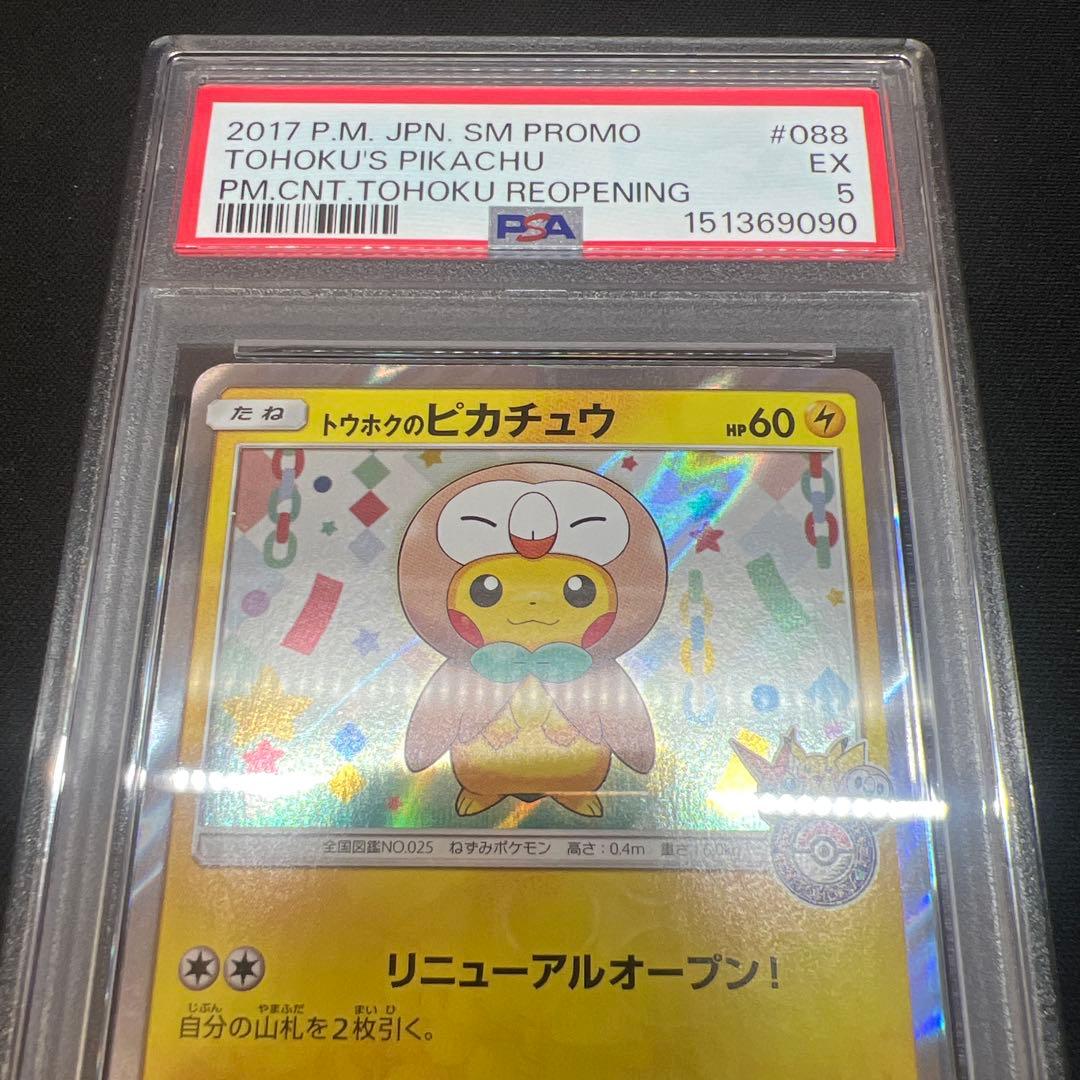 2017 P.M. JPN. SM PROMO #088
TOHOKU'S PIKACHU EX
PM.CNT.TOHOKU REOPENING 5
PSA 151369090
たね トウホクのピカチュウ HP60
全国図鑑NO.025 ねずみポケモン 高さ:0.4m 重さ:6.0kg
リニューアルオープン!
じぶん やまふだ まい ひ
自分の山札を2枚引く。